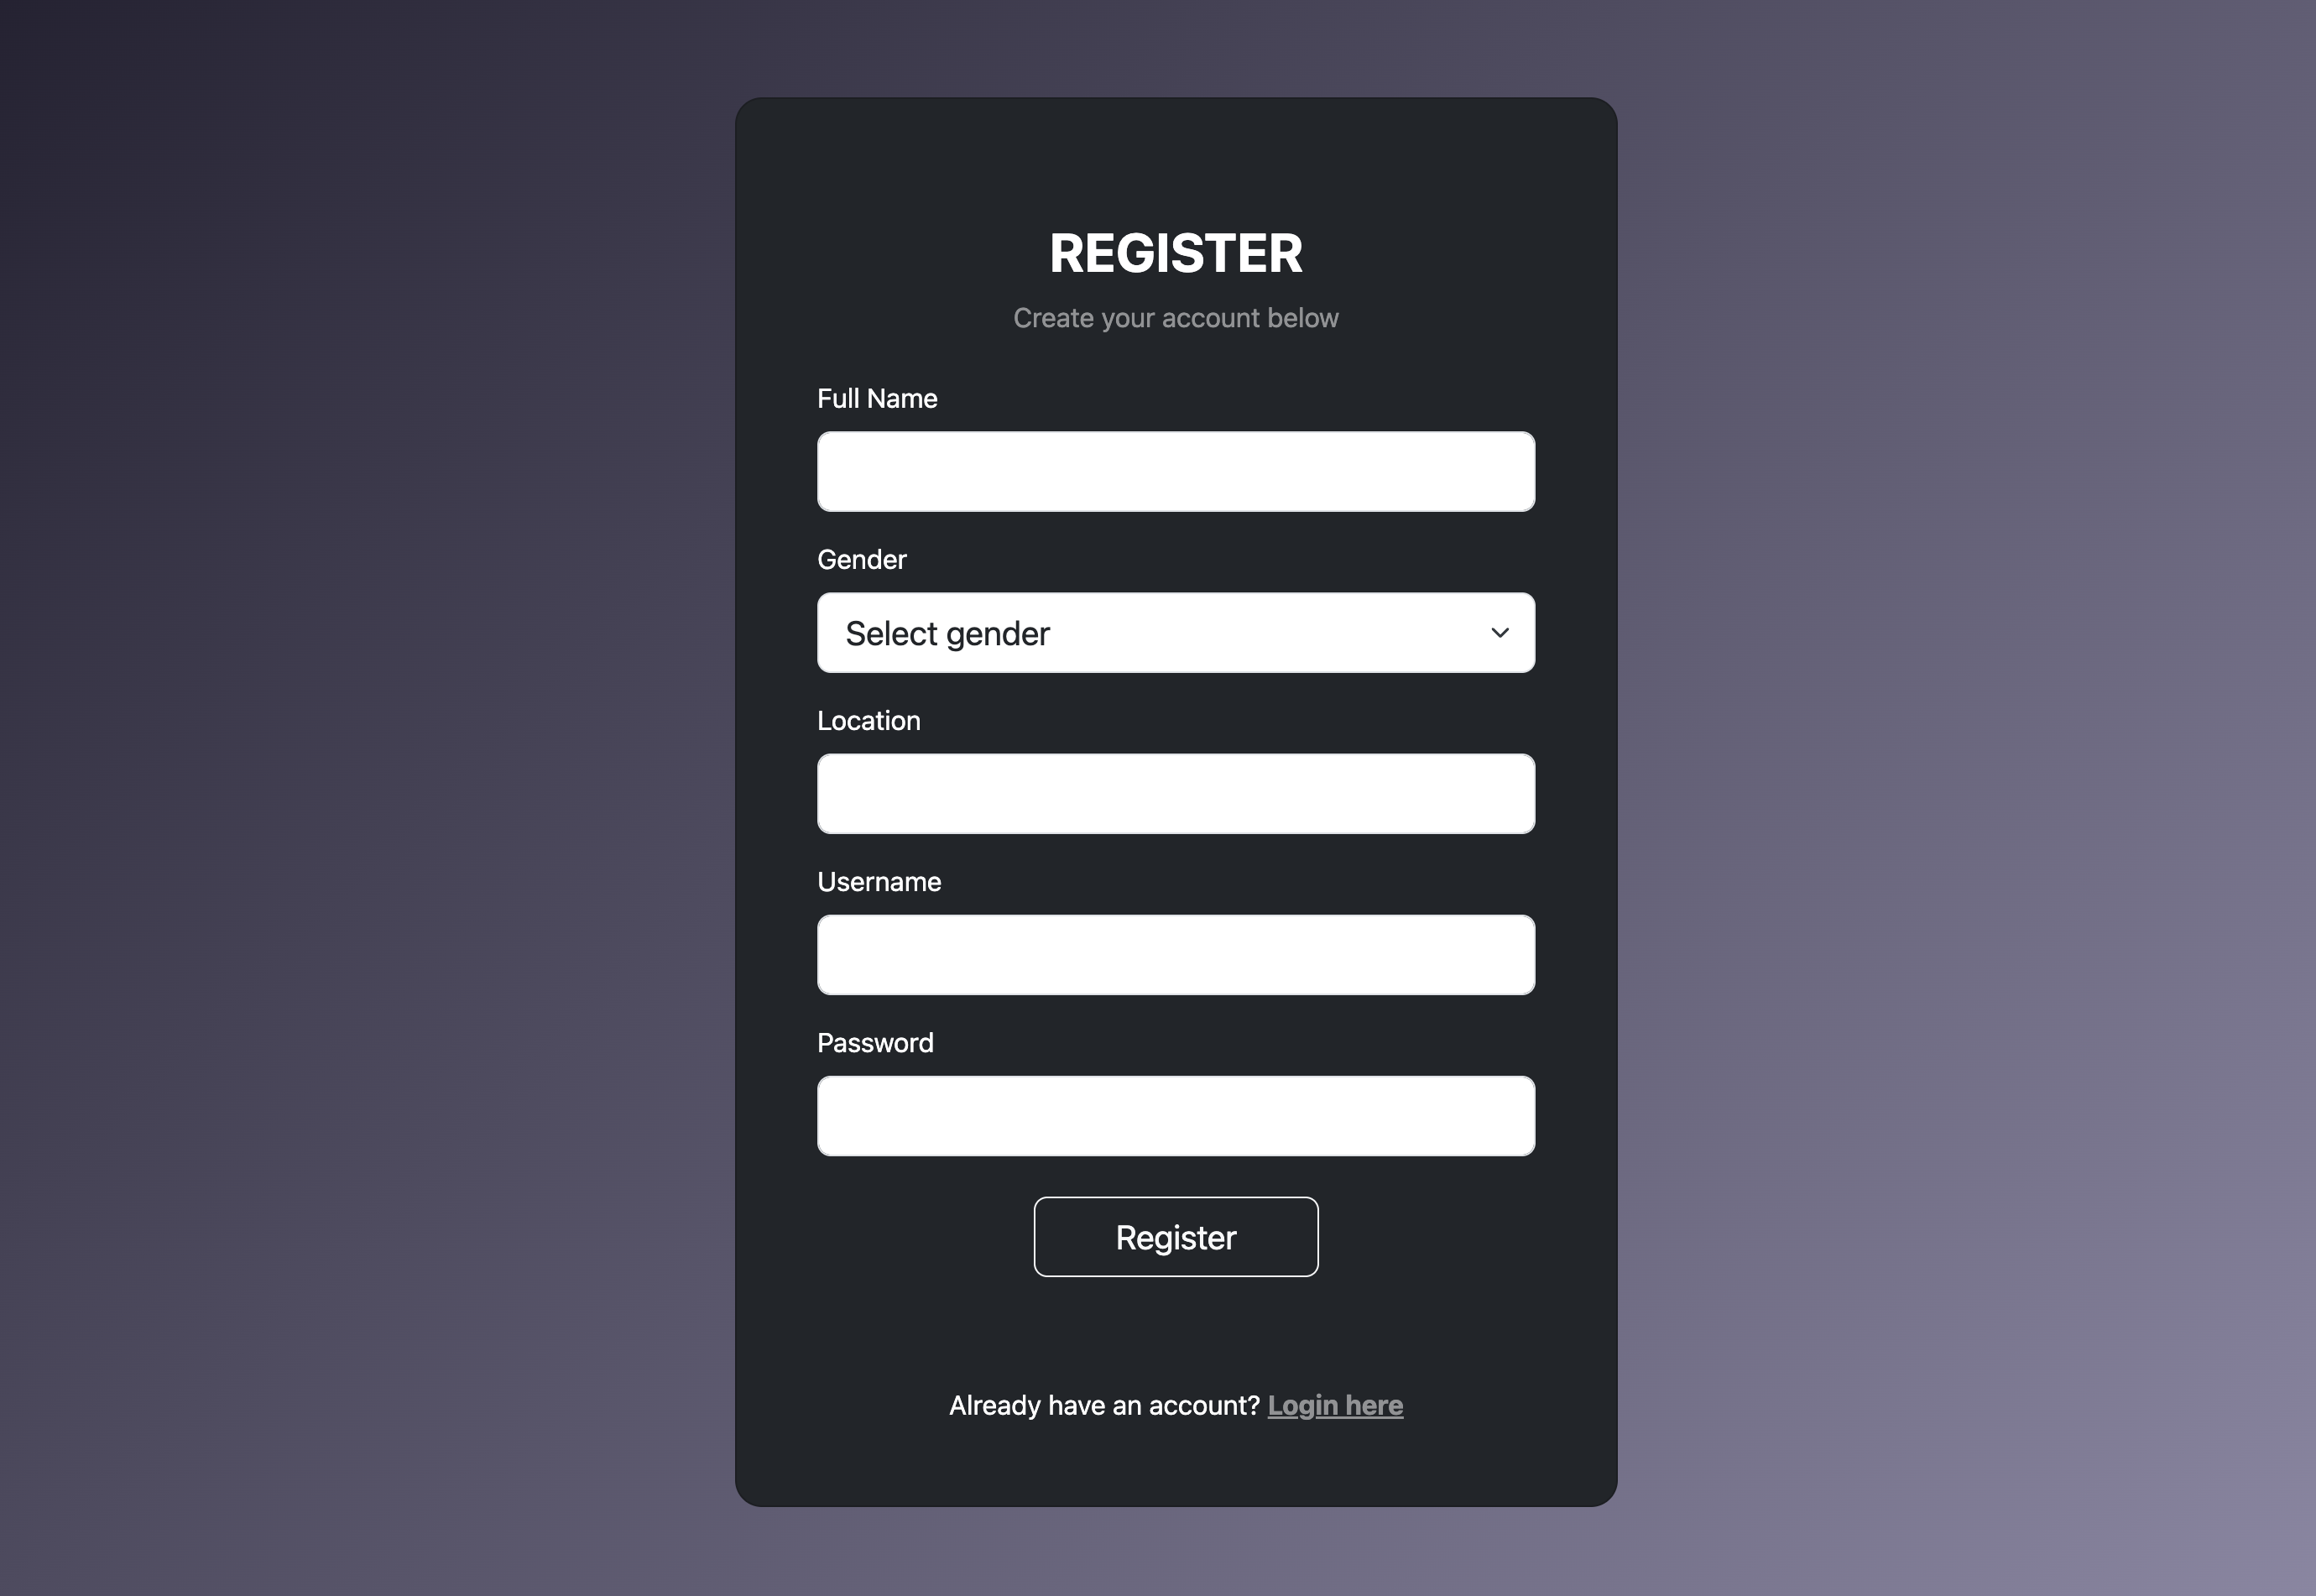 REGISTER
Create your account below
Full Name
Gender
Select gender
Location
Username
Password
Register
Already have an account? Login here